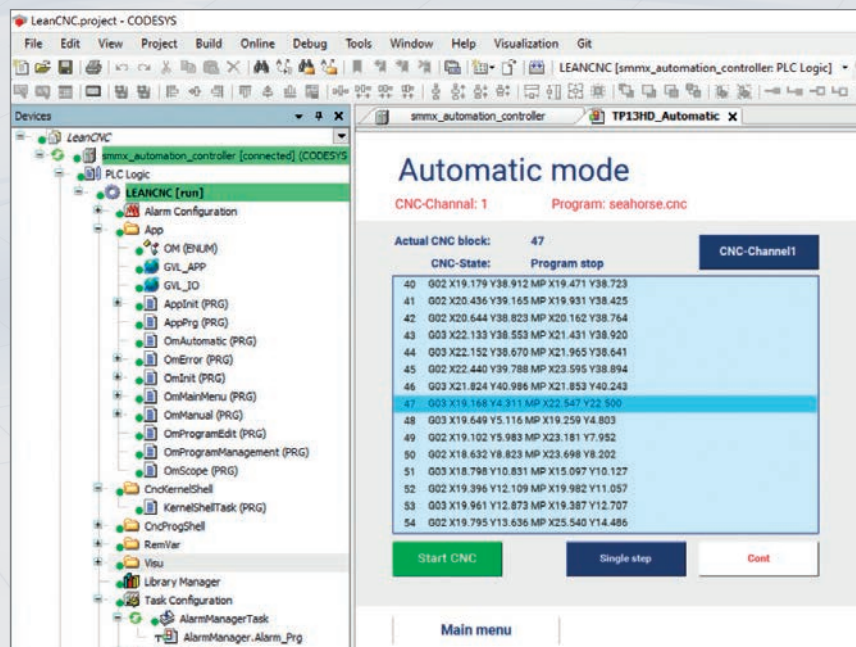 LeanCNC.project - CODESYS
File Edit View Project Build Online Debug Tools Window Help Visualization Git
LEANCNC [smmx_automation_controller: PLC Logic]
Devices
LeanCNC
smmx_automation_controller [connected] (CODESYS
PLC Logic
LEANCNC [run]
Alarm Configuration
App
OM (ENUM)
GVL_APP
GVL_IO
AppInit (PRG)
AppPrg (PRG)
OmAutomatic (PRG)
OmError (PRG)
OmInit (PRG)
OmMainMenu (PRG)
OmManual (PRG)
OmProgramEdit (PRG)
OmProgramManagement (PRG)
OmScope (PRG)
CncKernelShell
KernelShellTask (PRG)
CncProgShell
RemVar
Visu
Library Manager
Task Configuration
AlarmManagerTask
AlarmManager.Alarm_Prg
smmx_automation_controller TP13HD_Automatic
Automatic mode
CNC-Channel: 1 Program: seahorse.cnc
Actual CNC block: 47
CNC-State: Program stop
CNC-Channel1
40 G02 X19.179 Y38.912 MP X19.471 Y38.723
41 G02 X20.436 Y39.165 MP X19.931 Y38.425
42 G02 X20.644 Y38.823 MP X20.162 Y38.764
43 G03 X22.133 Y38.553 MP X21.431 Y38.920
44 G03 X22.152 Y38.670 MP X21.965 Y38.641
45 G02 X22.440 Y39.788 MP X23.595 Y38.894
46 G03 X21.824 Y40.986 MP X21.853 Y40.243
47 G03 X19.168 Y4.311 MP X22.547 Y22.500
48 G03 X19.649 Y5.116 MP X19.259 Y4.803
49 G02 X19.102 Y5.983 MP X23.181 Y7.952
50 G02 X18.632 Y8.823 MP X23.698 Y8.202
51 G03 X18.798 Y10.831 MP X15.097 Y10.127
52 G02 X19.396 Y12.109 MP X19.982 Y11.057
53 G03 X19.961 Y12.873 MP X19.387 Y12.707
54 G02 X19.795 Y13.636 MP X25.540 Y14.486
Start CNC Single step Cont
Main menu